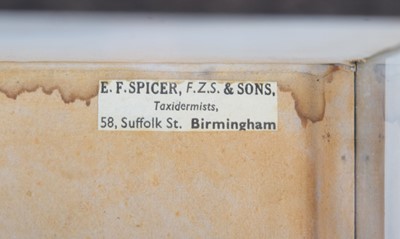 E. F. SPICER, F.Z.S. & SONS.
Taxidermists,
58, Suffolk St. Birmingham